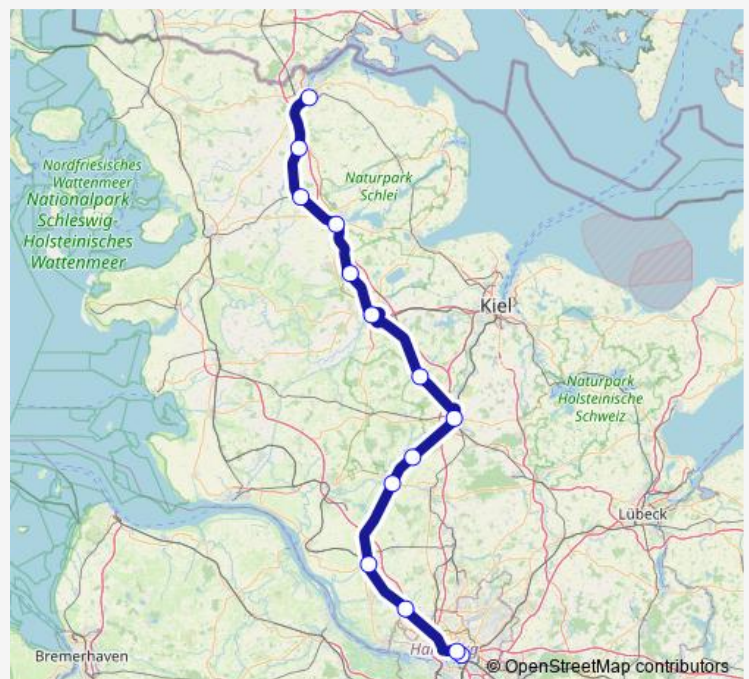 Nordfriesisches
Wattenmeer
Nationalpark
Schleswig-
Holsteinisches
Wattenmeer
Naturpark
Schlei
Kiel
Naturpark
Holsteinische
Schweiz
Lübeck
Bremerhaven
© OpenStreetMap contributors